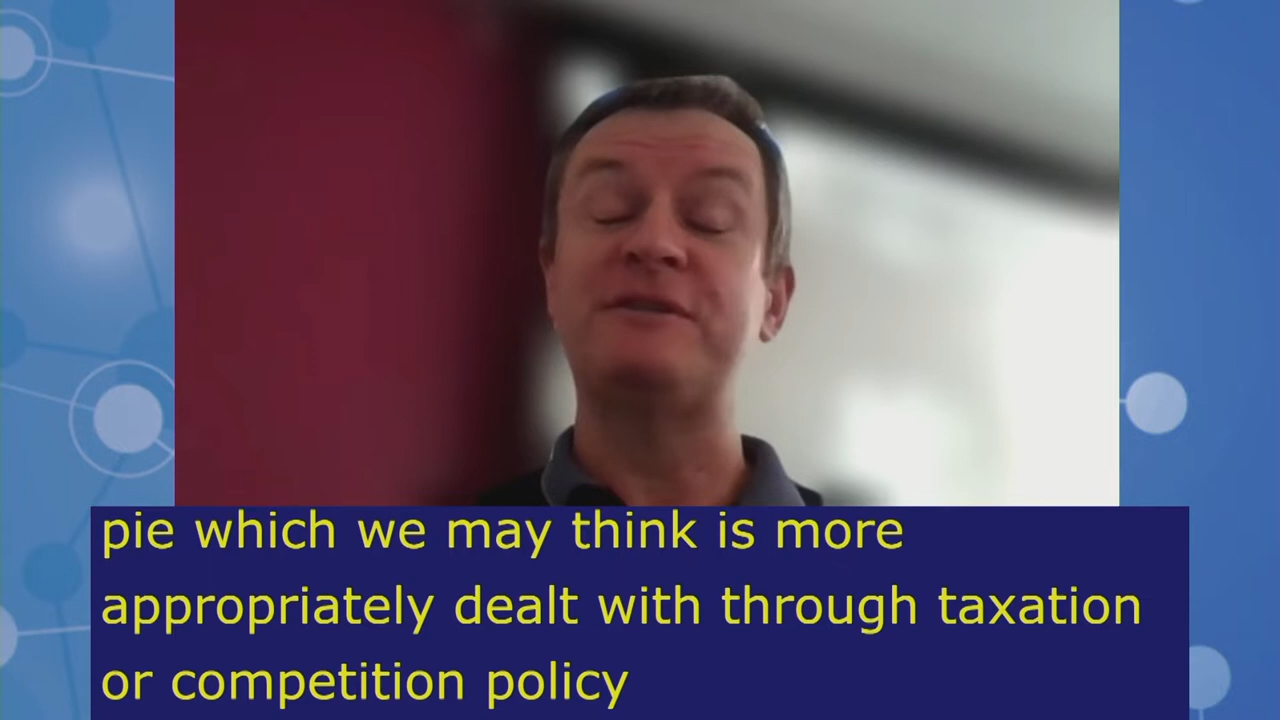 pie which we may think is more
appropriately dealt with through taxation
or competition policy